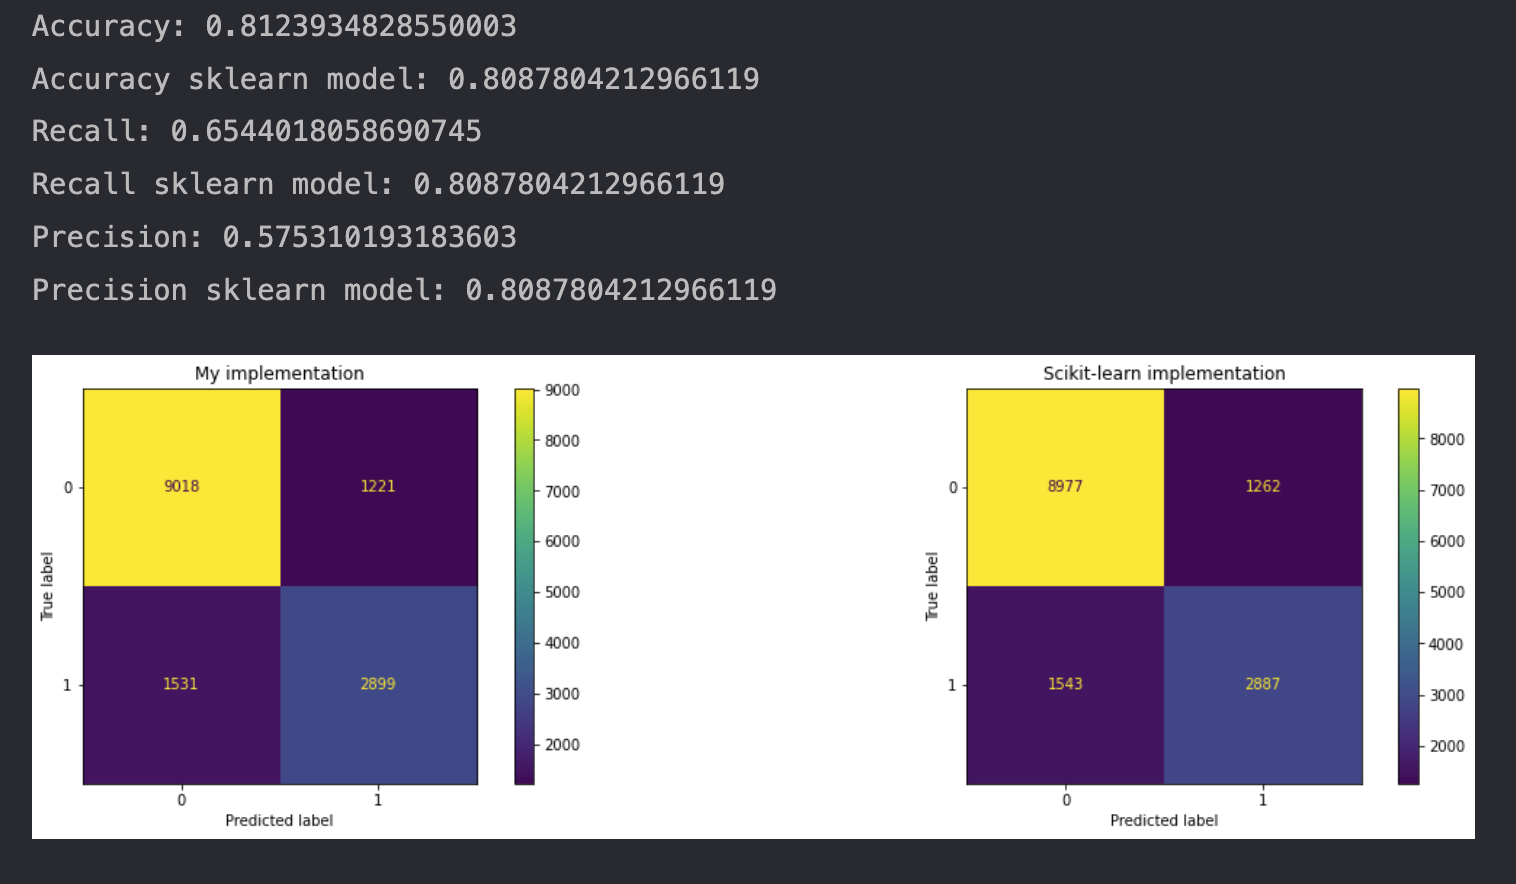 Accuracy: 0.8123934828550003
Accuracy sklearn model: 0.8087804212966119
Recall: 0.6544018058690745
Recall sklearn model: 0.8087804212966119
Precision: 0.575310193183603
Precision sklearn model: 0.8087804212966119
My implementation
9018 1221
1531 2899
0
1
True label
0 1
Predicted label
9000
8000
7000
6000
5000
4000
3000
2000
Scikit-learn implementation
8977 1262
1543 2887
0
1
True label
0 1
Predicted label
8000
7000
6000
5000
4000
3000
2000